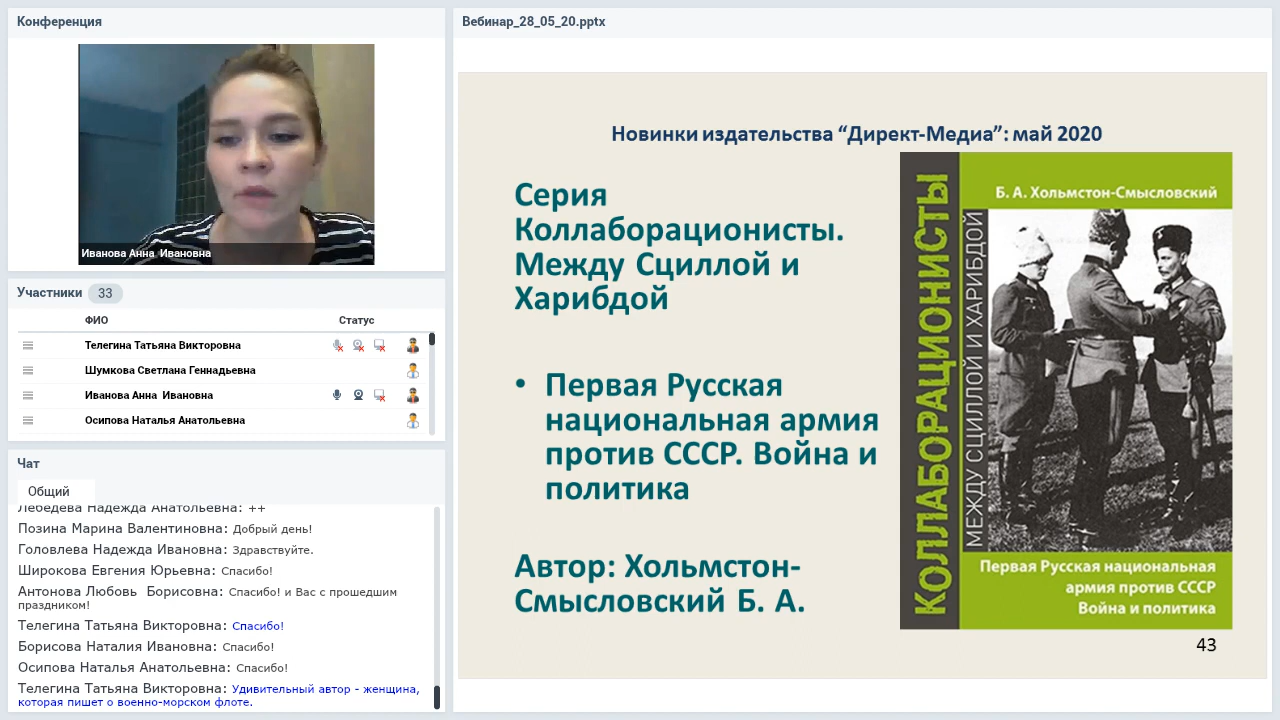 Конференция
Иванова Анна  Ивановна
Участники 33
ФИО Статус
Телегина Татьяна Викторовна
Шумкова Светлана Геннадьевна
Иванова Анна  Ивановна
Осипова Наталья Анатольевна
Чат
Общий
Лебедева Надежда Анатольевна: ++
Позина Марина Валентиновна: Добрый день!
Головлева Надежда Ивановна: Здравствуйте.
Широкова Евгения Юрьевна: Спасибо!
Антонова Любовь  Борисовна: Спасибо! и Вас с прошедшим
праздником!
Телегина Татьяна Викторовна: Спасибо!
Борисова Наталия Ивановна: Спасибо!
Осипова Наталья Анатольевна: Спасибо!
Телегина Татьяна Викторовна: Удивительный автор - женщина,
которая пишет о военно-морском флоте.
Вебинар_28_05_20.pptx
Новинки издательства “Директ-Медиа”: май 2020
Серия
Коллаборационисты.
Между Сциллой и
Харибдой
• Первая Русская
национальная армия
против СССР. Война и
политика
Автор: Хольмстон-
Смысловский Б. А.
КОЛЛАБОРАЦИОНИСТЫ
МЕЖДУ СЦИЛЛОЙ И ХАРИБДОЙ
Б. А. Хольмстон-Смысловский
Первая Русская национальная
армия против СССР
Война и политика
43